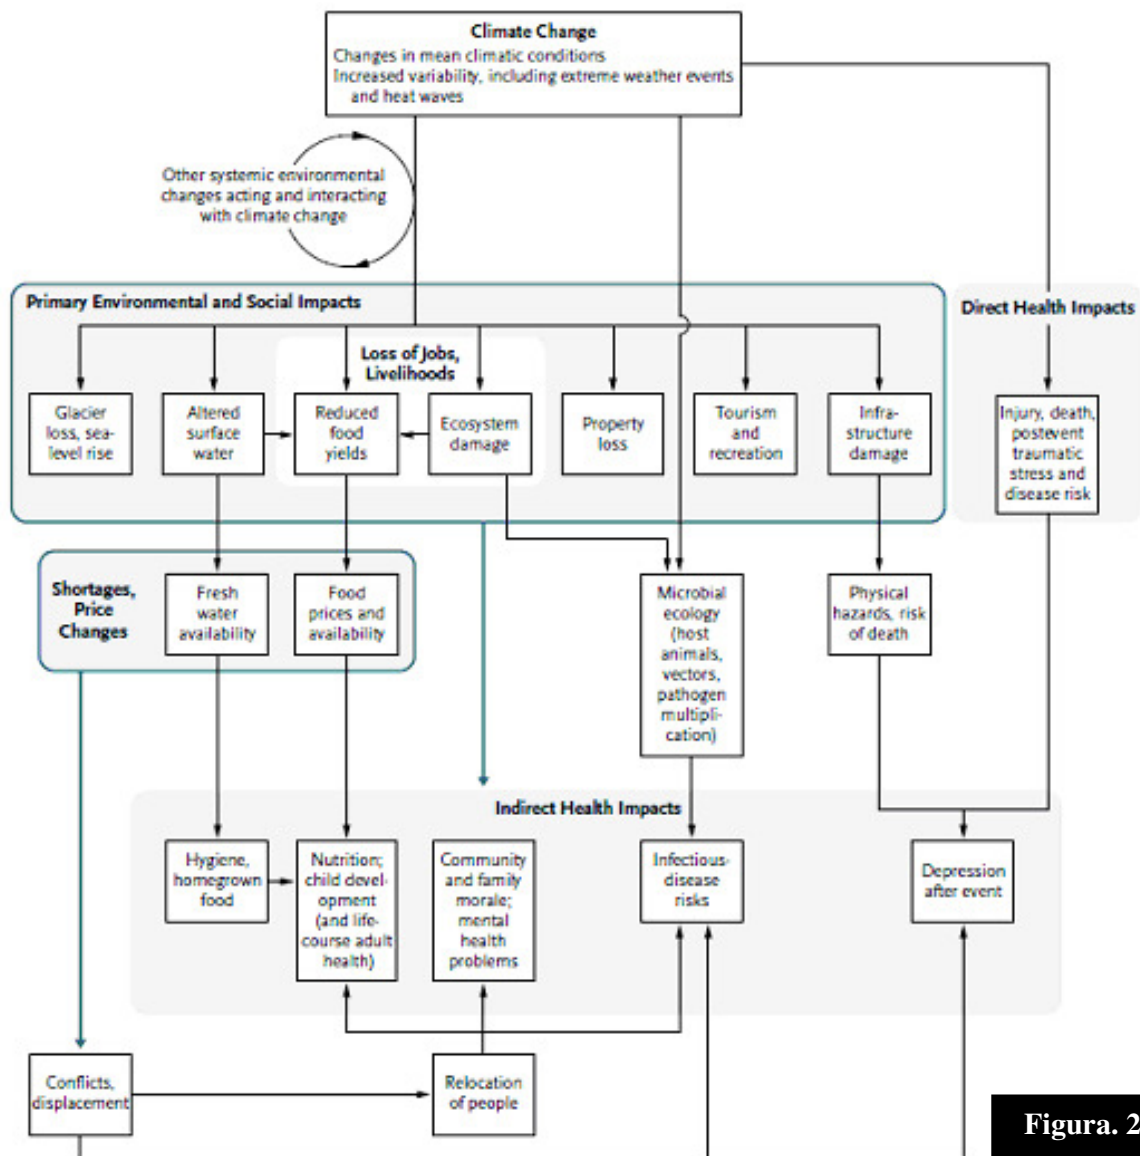 Climate Change
Changes in mean climatic conditions
Increased variability, including extreme weather events
and heat waves
Other systemic environmental
changes acting and interacting
with climate change
Primary Environmental and Social Impacts
Direct Health Impacts
Loss of Jobs,
Livelihoods
Glacier
loss, sea-
level rise
Altered
surface
water
Reduced
food
yields
Ecosystem
damage
Property
loss
Tourism
and
recreation
Infra-
structure
damage
Injury, death,
postevent
traumatic
stress and
disease risk
Shortages,
Price
Changes
Fresh
water
availability
Food
prices and
availability
Microbial
ecology
(host
animals,
vectors,
pathogen
multipli-
cation)
Physical
hazards, risk
of death
Indirect Health Impacts
Hygiene,
homegrown
food
Nutrition;
child devel-
opment
(and life-
course adult
health)
Community
and family
morale;
mental
health
problems
Infectious-
disease
risks
Depression
after event
Conflicts,
displacement
Relocation
of people
Figura. 2